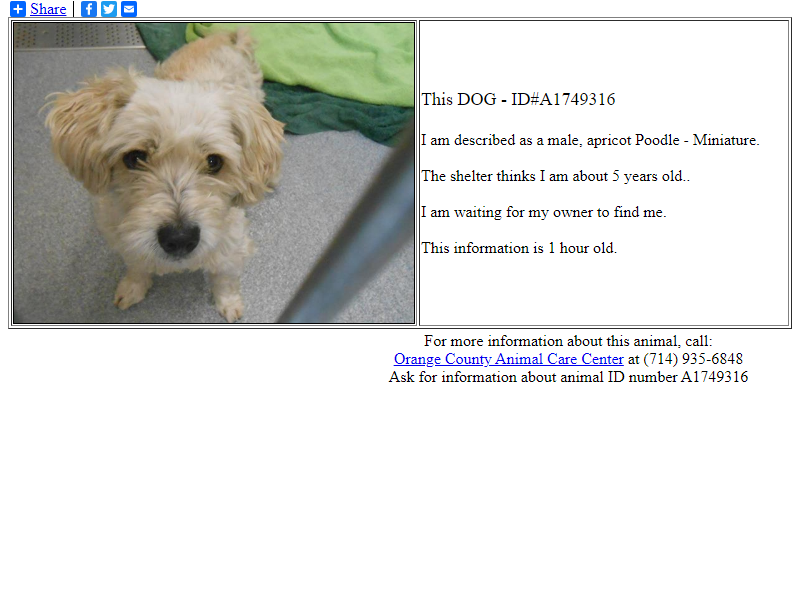 Share
This DOG - ID#A1749316
I am described as a male, apricot Poodle - Miniature.
The shelter thinks I am about 5 years old..
I am waiting for my owner to find me.
This information is 1 hour old.
For more information about this animal, call:
Orange County Animal Care Center at (714) 935-6848
Ask for information about animal ID number A1749316